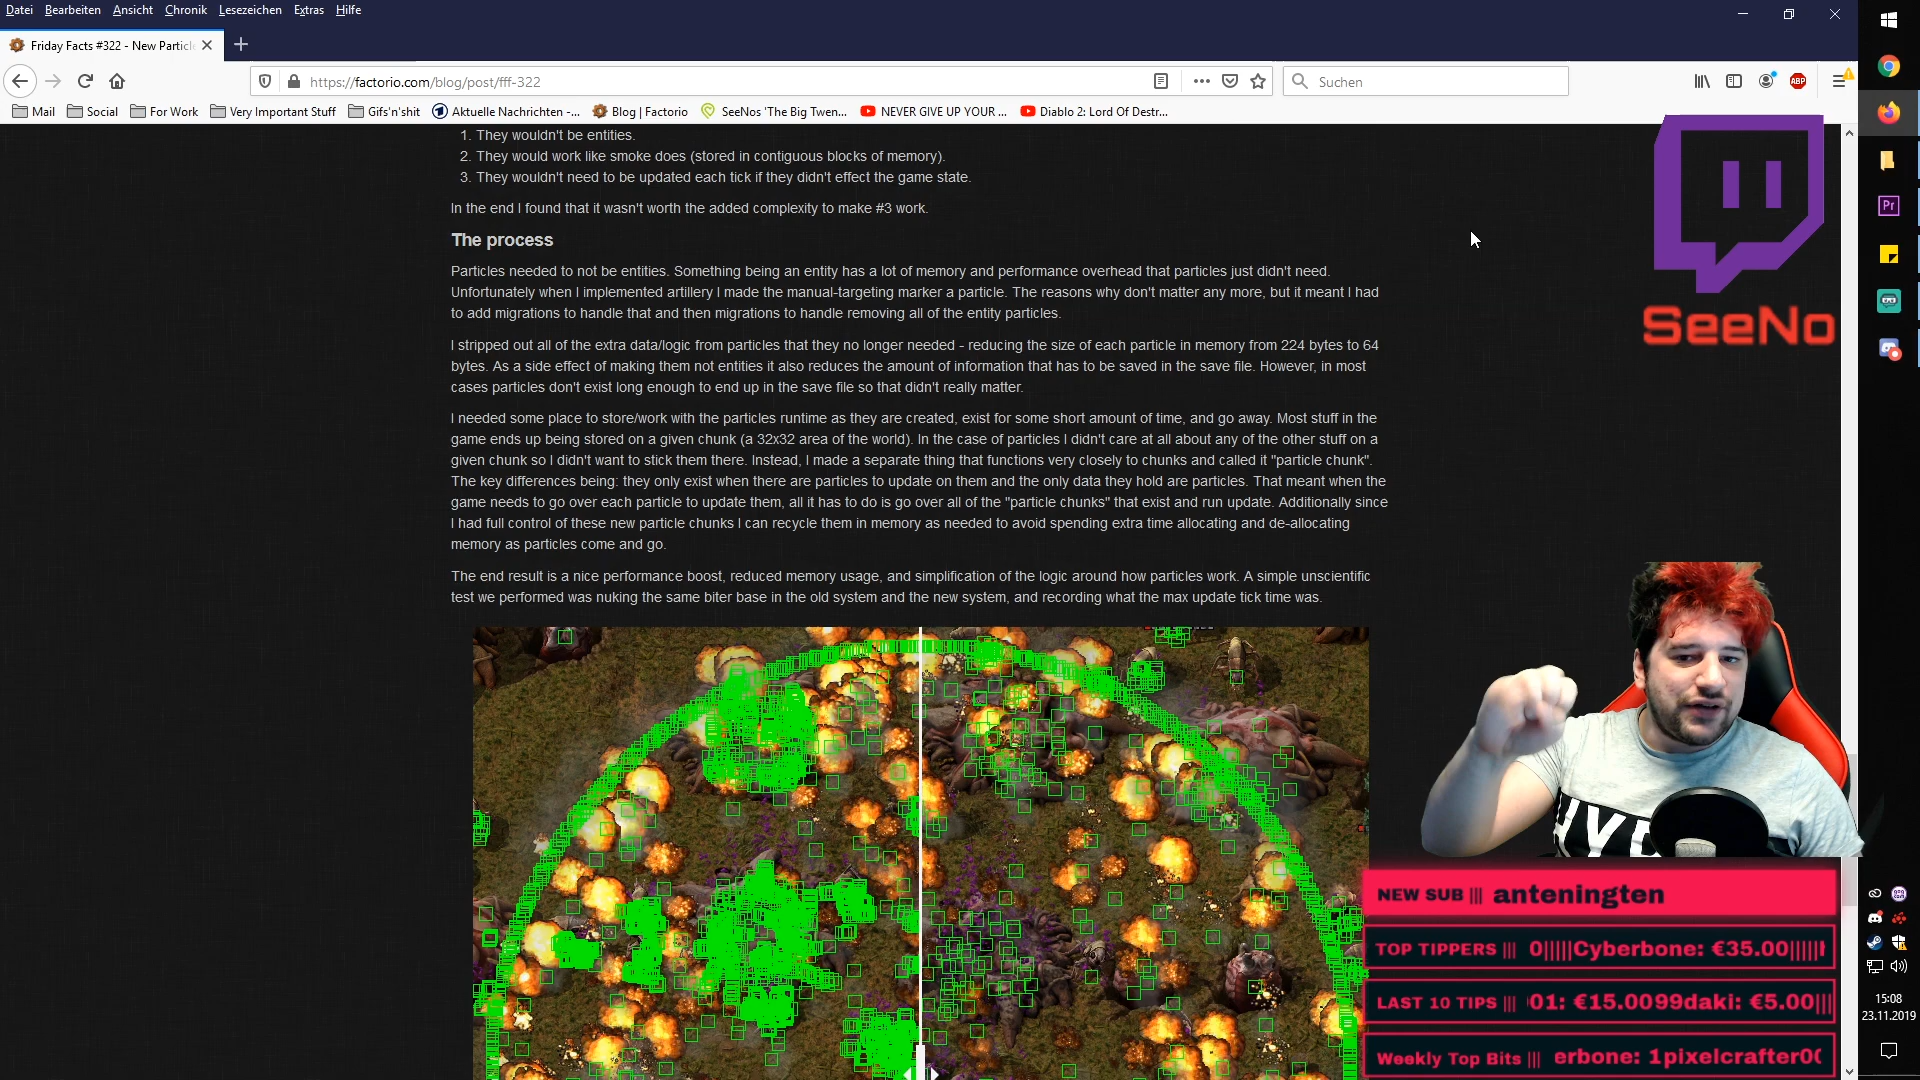 Datei Bearbeiten Ansicht Chronik Lesezeichen Extras Hilfe
Friday Facts #322 - New Particl
https://factorio.com/blog/post/fff-322
Suchen
ABP
Mail Social For Work Very Important Stuff Gifs'n'shit Aktuelle Nachrichten -... Blog | Factorio SeeNos 'The Big Twen... NEVER GIVE UP YOUR ... Diablo 2: Lord Of Destr...
1. They wouldn't be entities.
2. They would work like smoke does (stored in contiguous blocks of memory).
3. They wouldn't need to be updated each tick if they didn't effect the game state.
In the end I found that it wasn't worth the added complexity to make #3 work.
The process
Particles needed to not be entities. Something being an entity has a lot of memory and performance overhead that particles just didn't need.
Unfortunately when I implemented artillery I made the manual-targeting marker a particle. The reasons why don't matter any more, but it meant I had
to add migrations to handle that and then migrations to handle removing all of the entity particles.
I stripped out all of the extra data/logic from particles that they no longer needed - reducing the size of each particle in memory from 224 bytes to 64
bytes. As a side effect of making them not entities it also reduces the amount of information that has to be saved in the save file. However, in most
cases particles don't exist long enough to end up in the save file so that didn't really matter.
I needed some place to store/work with the particles runtime as they are created, exist for some short amount of time, and go away. Most stuff in the
game ends up being stored on a given chunk (a 32x32 area of the world). In the case of particles I didn't care at all about any of the other stuff on a
given chunk so I didn't want to stick them there. Instead, I made a separate thing that functions very closely to chunks and called it "particle chunk".
The key differences being: they only exist when there are particles to update on them and the only data they hold are particles. That meant when the
game needs to go over each particle to update them, all it has to do is go over all of the "particle chunks" that exist and run update. Additionally since
I had full control of these new particle chunks I can recycle them in memory as needed to avoid spending extra time allocating and de-allocating
memory as particles come and go.
The end result is a nice performance boost, reduced memory usage, and simplification of the logic around how particles work. A simple unscientific
test we performed was nuking the same biter base in the old system and the new system, and recording what the max update tick time was.
SeeNo
Pr
NEW SUB ||| anteningten
TOP TIPPERS ||| 0|||||Cyberbone: €35.00|||||
LAST 10 TIPS ||| 01: €15.0099daki: €5.00|||
Weekly Top Bits ||| erbone: 1pixelcrafter0
15:08
23.11.2019